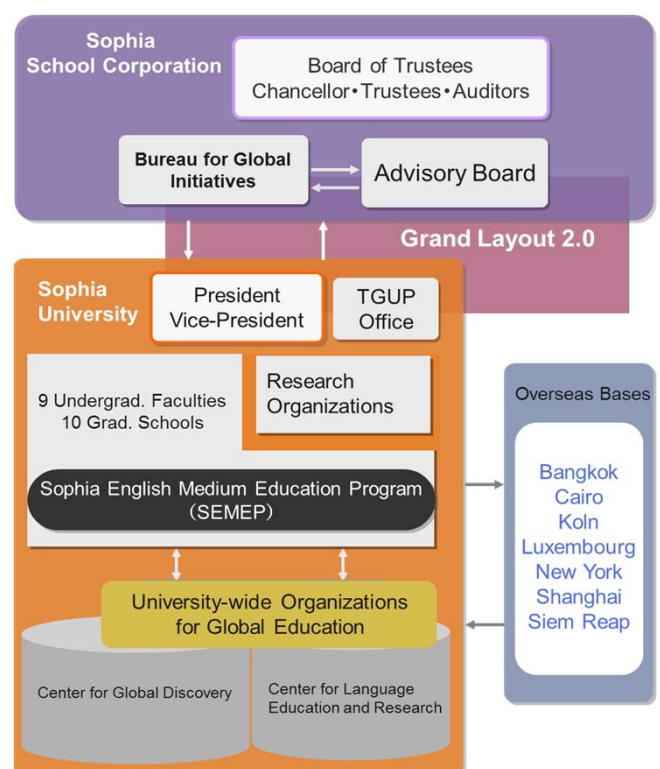 Sophia
School Corporation
Board of Trustees
Chancellor・Trustees・Auditors
Bureau for Global
Initiatives
Advisory Board
Grand Layout 2.0
Sophia
University
President
Vice-President
TGUP
Office
9 Undergrad. Faculties
10 Grad. Schools
Research
Organizations
Sophia English Medium Education Program
（SEMEP）
University-wide Organizations
for Global Education
Center for Global Discovery
Center for Language
Education and Research
Overseas Bases
Bangkok
Cairo
Koln
Luxembourg
New York
Shanghai
Siem Reap